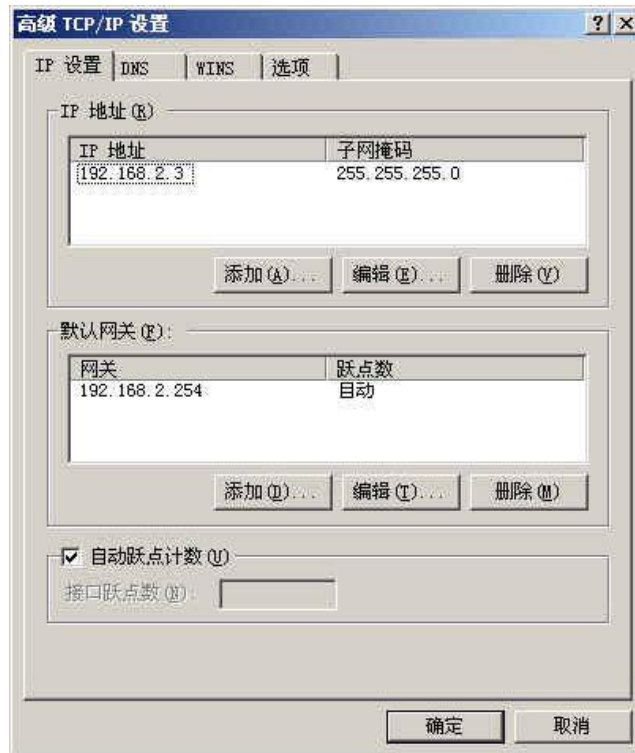 高级 TCP/IP 设置
IP 设置 DNS WINS 选项
IP 地址(R)
IP 地址 子网掩码
192.168.2.3 255.255.255.0
添加(A)... 编辑(E)... 删除(V)
默认网关(F):
网关 跃点数
192.168.2.254 自动
添加(D)... 编辑(T)... 删除(M)
自动跃点计数(U)
接口跃点数(N):
确定 取消